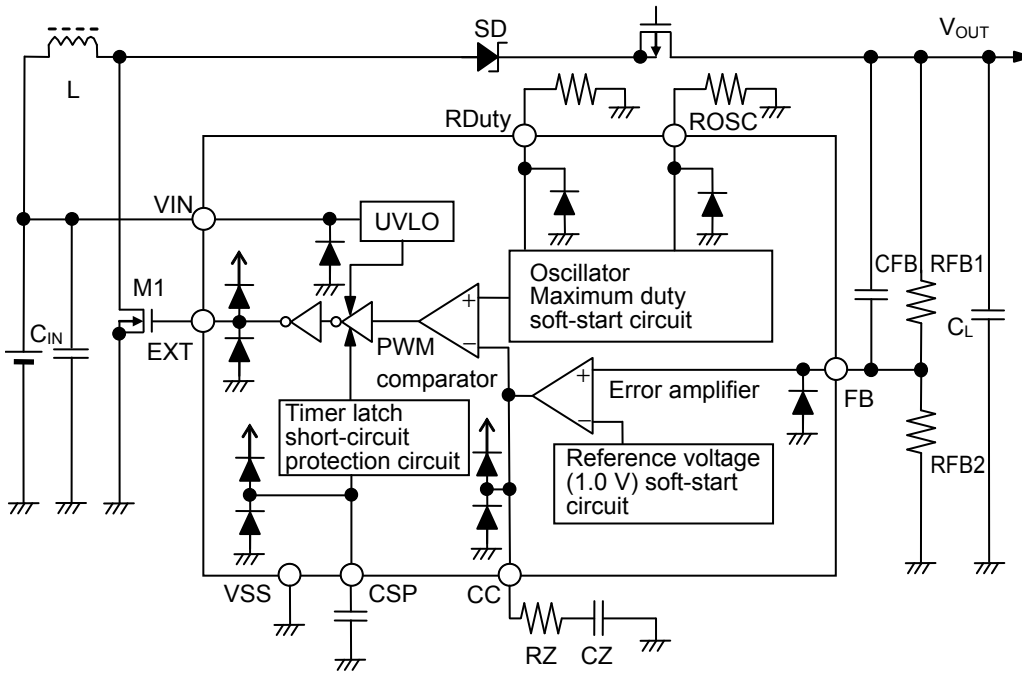 SD
VOUT
L
RDuty
ROSC
VIN
UVLO
M1
CIN
EXT
Oscillator
Maximum duty
soft-start circuit
+
−
PWM
comparator
CFB
RFB1
CL
+
−
Error amplifier
FB
Timer latch
short-circuit
protection circuit
Reference voltage
(1.0 V) soft-start
circuit
RFB2
VSS
CSP
CC
RZ
CZ